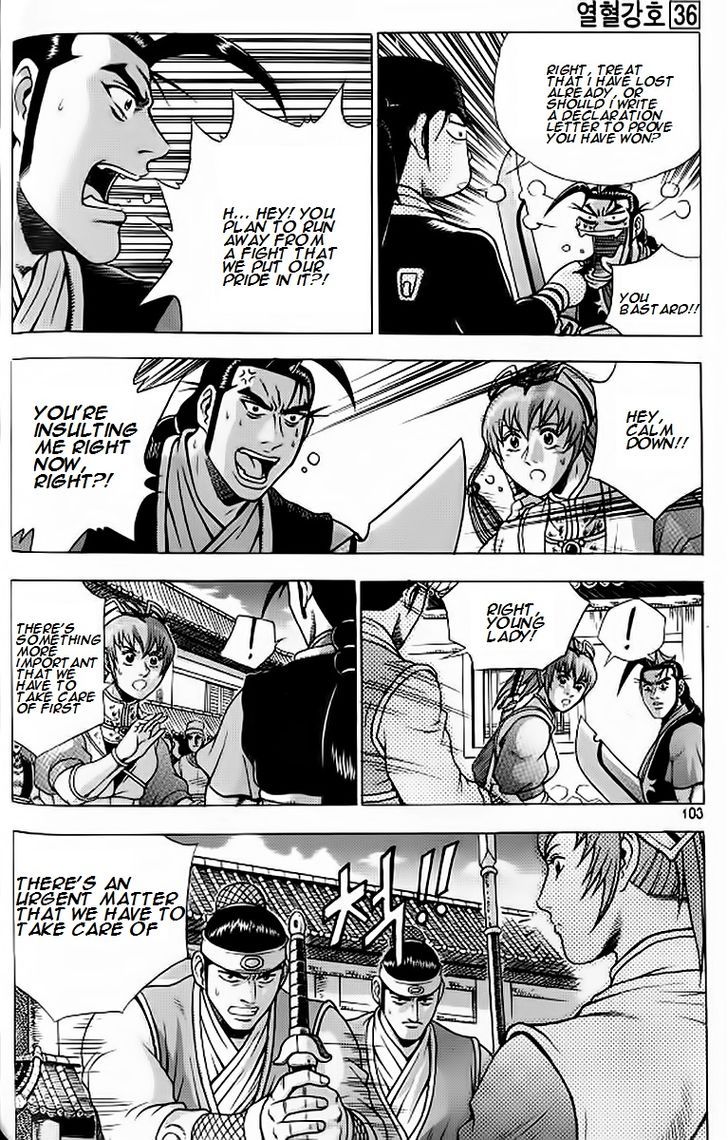 열혈강호 36
H... HEY! YOU
PLAN TO RUN
AWAY FROM
A FIGHT THAT
WE PUT OUR
PRIDE IN IT?!
RIGHT, TREAT
THAT I HAVE LOST
ALREADY, OR
SHOULD I WRITE
A DECLARATION
LETTER TO PROVE
YOU HAVE WON?
YOU
BASTARD!!
YOU'RE
INSULTING
ME RIGHT
NOW,
RIGHT?!
HEY,
CALM
DOWN!!
THERE'S
SOMETHING
MORE
IMPORTANT
THAT WE
HAVE TO
TAKE CARE
OF FIRST
!
RIGHT,
YOUNG
LADY!
!
103
THERE'S AN
URGENT MATTER
THAT WE HAVE TO
TAKE CARE OF
척!!